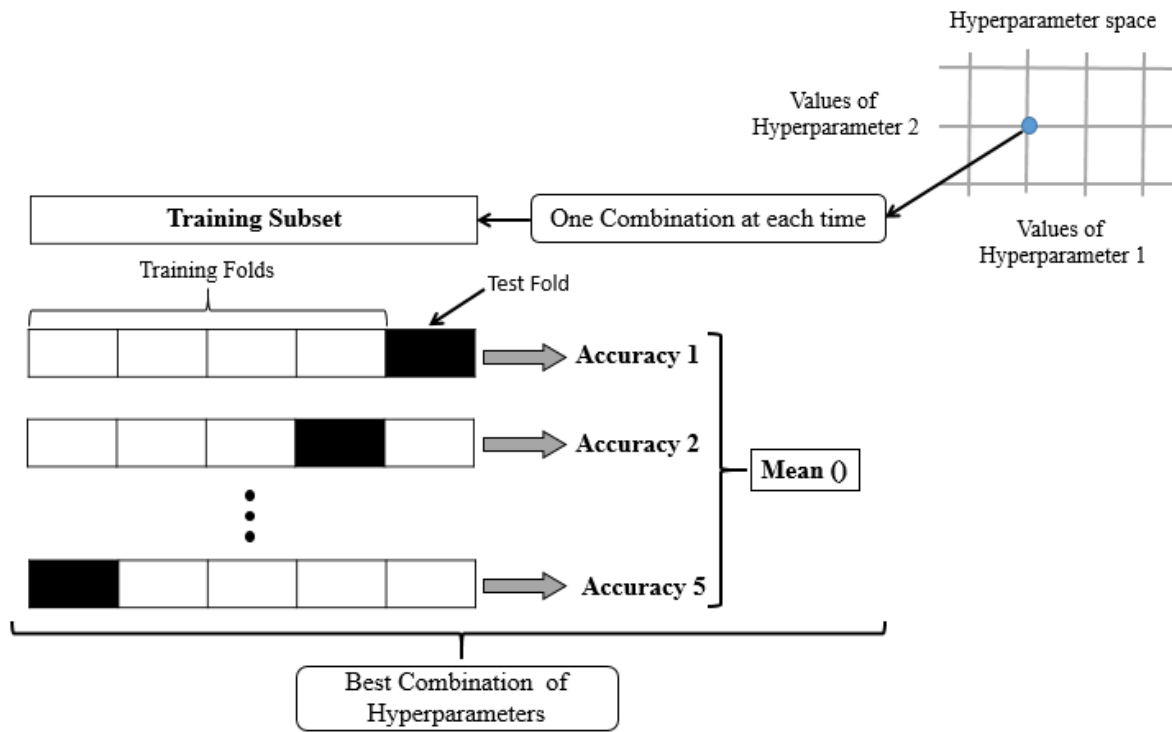 Hyperparameter space
Values of
Hyperparameter 2
Training Subset
One Combination at each time
Values of
Hyperparameter 1
Training Folds
Test Fold
Accuracy 1
Accuracy 2
Mean ()
Accuracy 5
Best Combination of
Hyperparameters